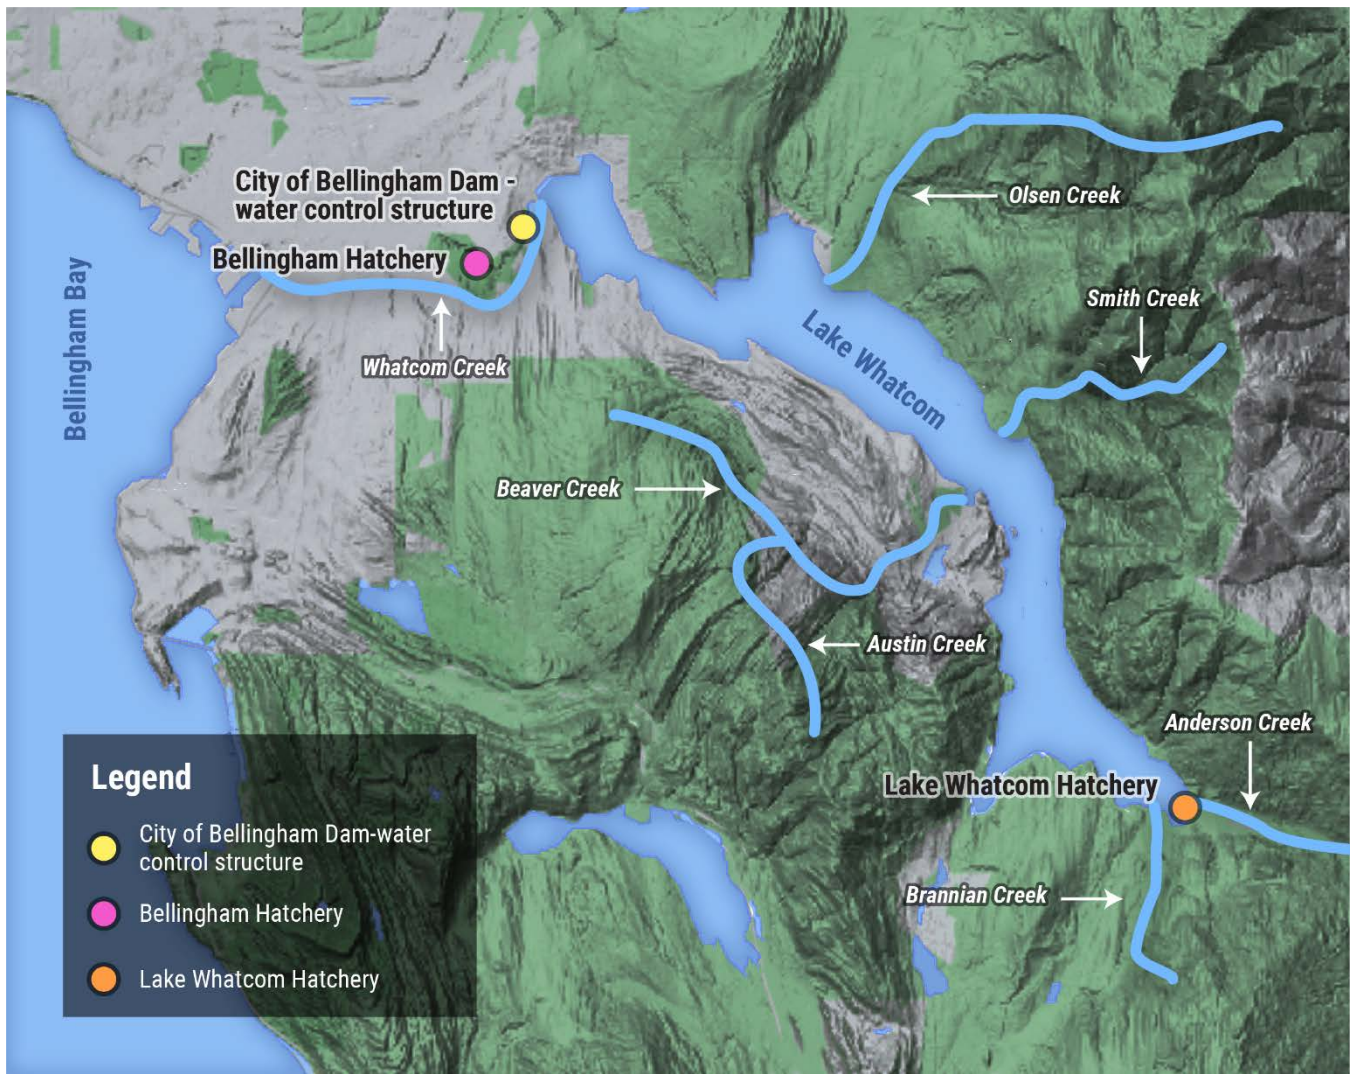 City of Bellingham Dam -
water control structure
Bellingham Hatchery
Olsen Creek
Bellingham Bay
Smith Creek
Lake Whatcom
Whatcom Creek
Beaver Creek
Austin Creek
Anderson Creek
Lake Whatcom Hatchery
Brannian Creek
Legend
City of Bellingham Dam-water
control structure
Bellingham Hatchery
Lake Whatcom Hatchery